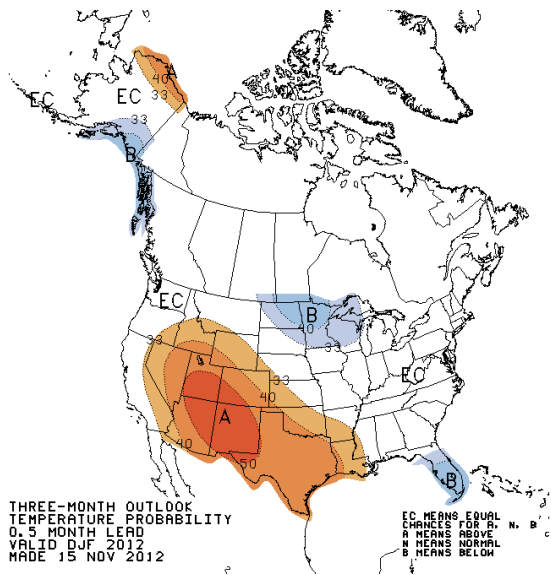 A
40
33
EC
EC
33
B
EC
B
40
33
33
33
40
EC
A
40
50
B
THREE-MONTH OUTLOOK
TEMPERATURE PROBABILITY
0.5 MONTH LEAD
VALID DJF 2012
MADE 15 NOV 2012
EC MEANS EQUAL
CHANCES FOR A, N, B
A MEANS ABOVE
N MEANS NORMAL
B MEANS BELOW